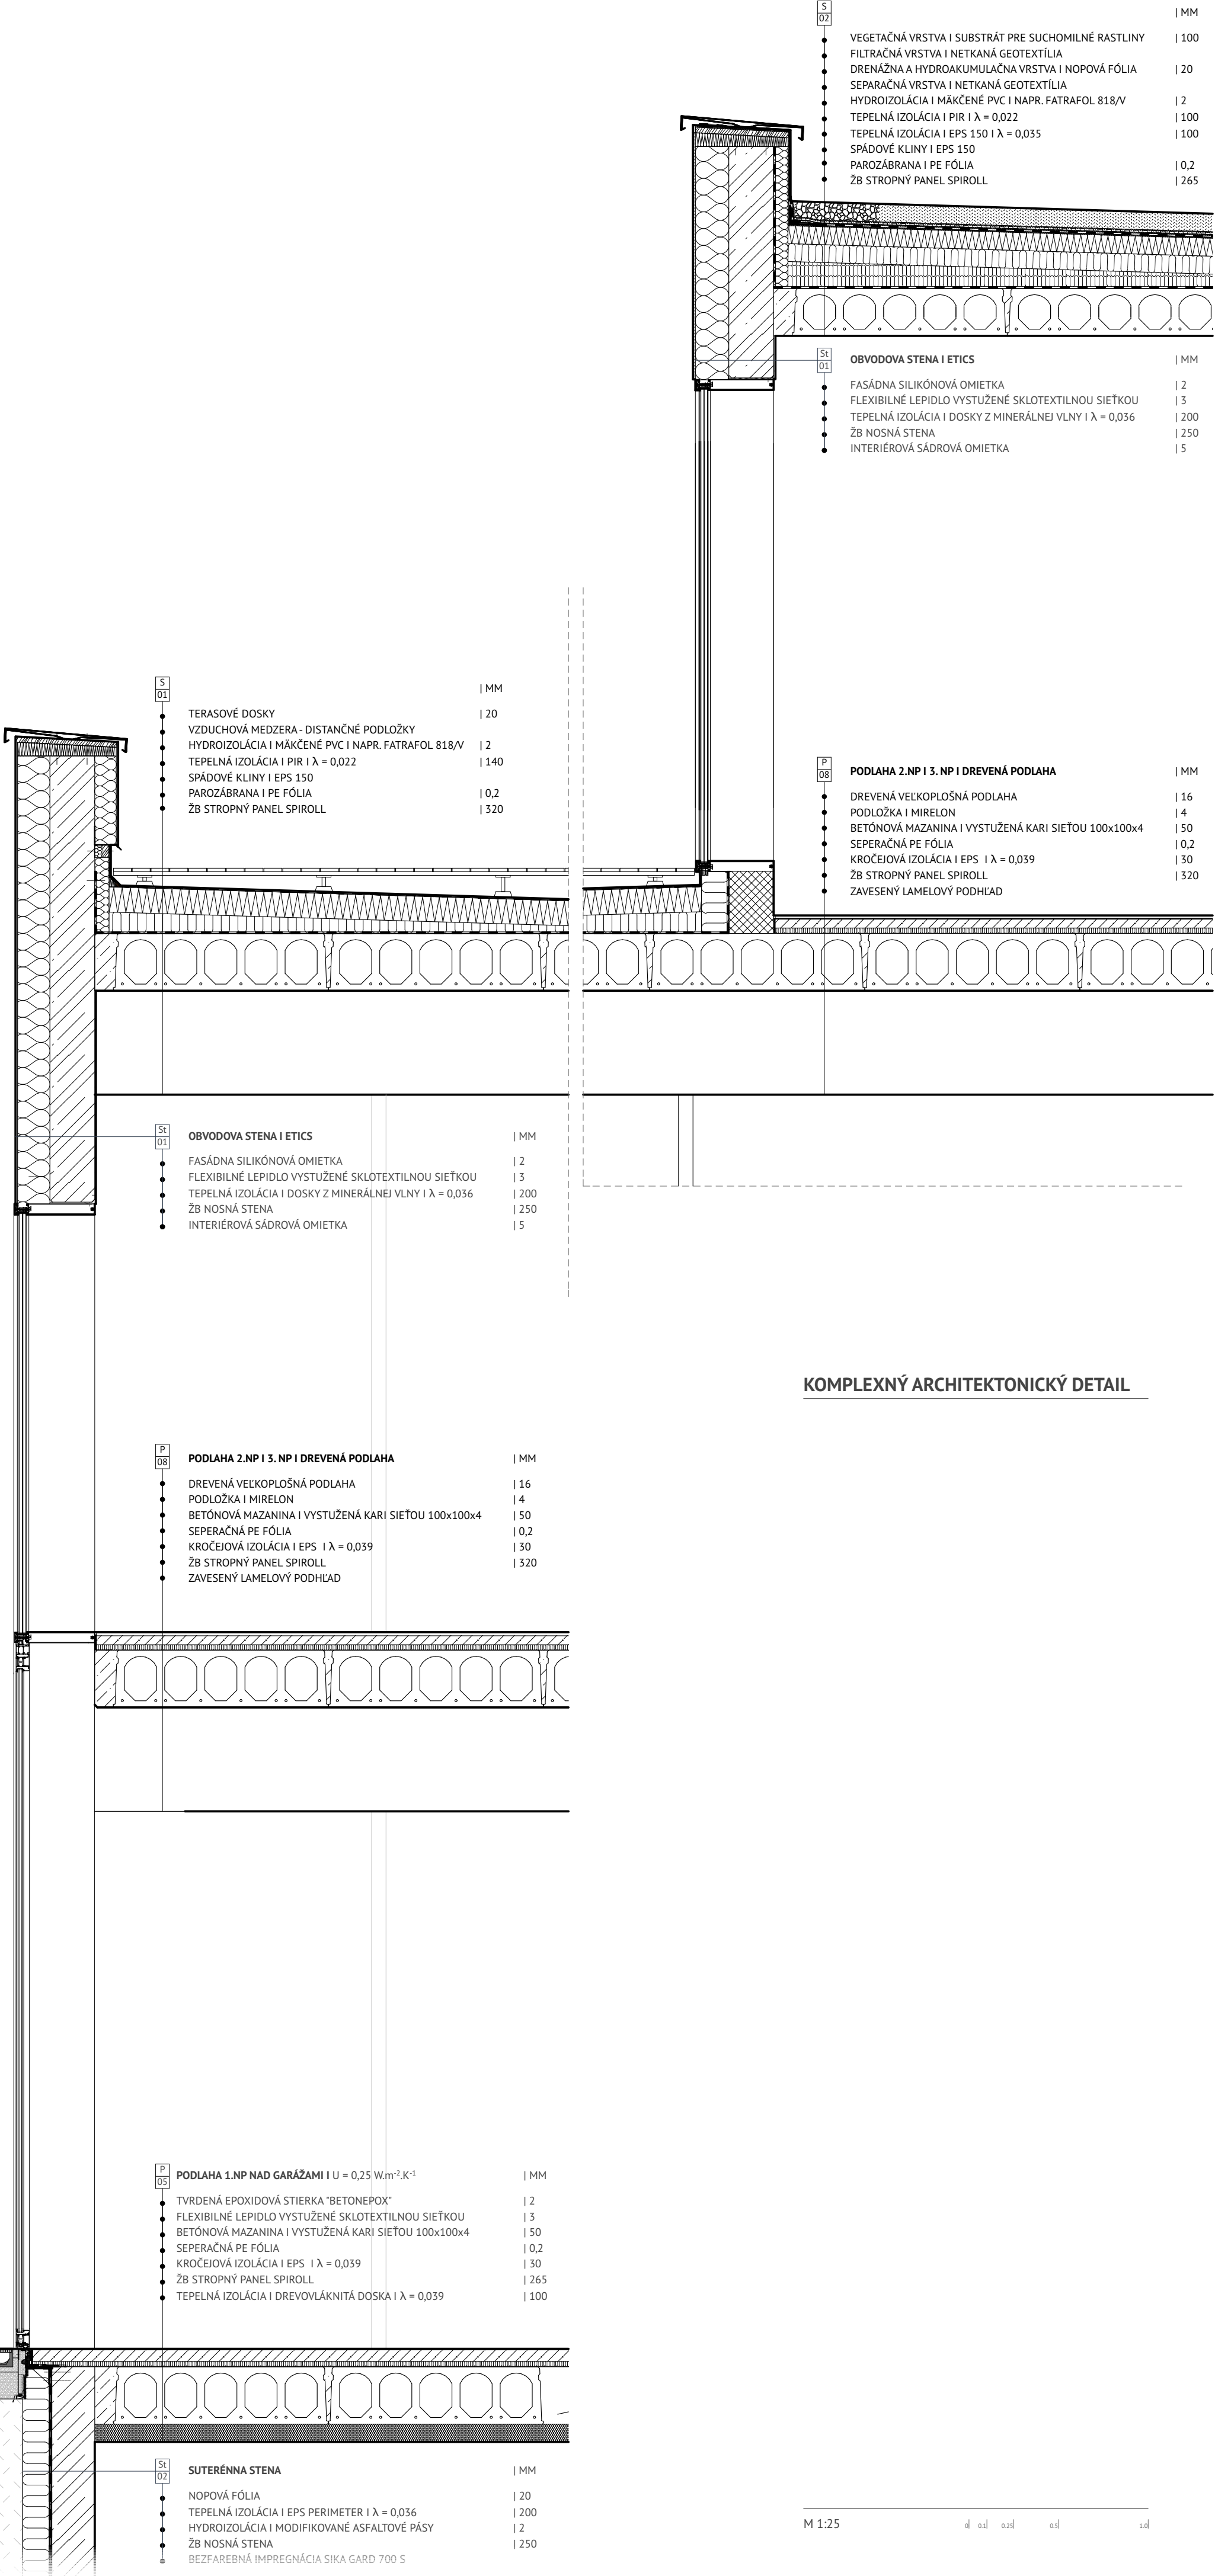 S
02
| MM
VEGETAČNÁ VRSTVA I SUBSTRÁT PRE SUCHOMILNÉ RASTLINY | 100
FILTRAČNÁ VRSTVA I NETKANÁ GEOTEXTÍLIA
DRENÁŽNA A HYDROAKUMULAČNA VRSTVA I NOPOVÁ FÓLIA | 20
SEPARAČNÁ VRSTVA I NETKANÁ GEOTEXTÍLIA
HYDROIZOLÁCIA I MÄKČENÉ PVC I NAPR. FATRAFOL 818/V | 2
TEPELNÁ IZOLÁCIA I PIR I λ = 0,022 | 100
TEPELNÁ IZOLÁCIA I EPS 150 I λ = 0,035 | 100
SPÁDOVÉ KLINY I EPS 150
PAROZÁBRANA I PE FÓLIA | 0,2
ŽB STROPNÝ PANEL SPIROLL | 265
St
01
OBVODOVA STENA I ETICS | MM
FASÁDNA SILIKÓNOVÁ OMIETKA | 2
FLEXIBILNÉ LEPIDLO VYSTUŽENÉ SKLOTEXTILNOU SIEŤKOU | 3
TEPELNÁ IZOLÁCIA I DOSKY Z MINERÁLNEJ VLNY I λ = 0,036 | 200
ŽB NOSNÁ STENA | 250
INTERIÉROVÁ SÁDROVÁ OMIETKA | 5
S
01
| MM
TERASOVÉ DOSKY | 20
VZDUCHOVÁ MEDZERA - DISTANČNÉ PODLOŽKY
HYDROIZOLÁCIA I MÄKČENÉ PVC I NAPR. FATRAFOL 818/V | 2
TEPELNÁ IZOLÁCIA I PIR I λ = 0,022 | 140
SPÁDOVÉ KLINY I EPS 150
PAROZÁBRANA I PE FÓLIA | 0,2
ŽB STROPNÝ PANEL SPIROLL | 320
P
08
PODLAHA 2.NP I 3. NP I DREVENÁ PODLAHA | MM
DREVENÁ VEĽKOPLOŠNÁ PODLAHA | 16
PODLOŽKA I MIRELON | 4
BETÓNOVÁ MAZANINA I VYSTUŽENÁ KARI SIEŤOU 100x100x4 | 50
SEPERAČNÁ PE FÓLIA | 0,2
KROČEJOVÁ IZOLÁCIA I EPS I λ = 0,039 | 30
ŽB STROPNÝ PANEL SPIROLL | 320
ZAVESENÝ LAMELOVÝ PODHĽAD
St
01
OBVODOVA STENA I ETICS | MM
FASÁDNA SILIKÓNOVÁ OMIETKA | 2
FLEXIBILNÉ LEPIDLO VYSTUŽENÉ SKLOTEXTILNOU SIEŤKOU | 3
TEPELNÁ IZOLÁCIA I DOSKY Z MINERÁLNEJ VLNY I λ = 0,036 | 200
ŽB NOSNÁ STENA | 250
INTERIÉROVÁ SÁDROVÁ OMIETKA | 5
KOMPLEXNÝ ARCHITEKTONICKÝ DETAIL
P
08
PODLAHA 2.NP I 3. NP I DREVENÁ PODLAHA | MM
DREVENÁ VEĽKOPLOŠNÁ PODLAHA | 16
PODLOŽKA I MIRELON | 4
BETÓNOVÁ MAZANINA I VYSTUŽENÁ KARI SIEŤOU 100x100x4 | 50
SEPERAČNÁ PE FÓLIA | 0,2
KROČEJOVÁ IZOLÁCIA I EPS I λ = 0,039 | 30
ŽB STROPNÝ PANEL SPIROLL | 320
ZAVESENÝ LAMELOVÝ PODHĽAD
P
05
PODLAHA 1.NP NAD GARÁŽAMI I U = 0,25 W.m⁻².K⁻¹ | MM
TVRDENÁ EPOXIDOVÁ STIERKA "BETONEPOX" | 2
FLEXIBILNÉ LEPIDLO VYSTUŽENÉ SKLOTEXTILNOU SIEŤKOU | 3
BETÓNOVÁ MAZANINA I VYSTUŽENÁ KARI SIEŤOU 100x100x4 | 50
SEPERAČNÁ PE FÓLIA | 0,2
KROČEJOVÁ IZOLÁCIA I EPS I λ = 0,039 | 30
ŽB STROPNÝ PANEL SPIROLL | 265
TEPELNÁ IZOLÁCIA I DREVOVLÁKNITÁ DOSKA I λ = 0,039 | 100
St
02
SUTERÉNNA STENA | MM
NOPOVÁ FÓLIA | 20
TEPELNÁ IZOLÁCIA I EPS PERIMETER I λ = 0,036 | 200
HYDROIZOLÁCIA I MODIFIKOVANÉ ASFALTOVÉ PÁSY | 2
ŽB NOSNÁ STENA | 250
BEZFAREBNÁ IMPREGNÁCIA SIKA GARD 700 S
M 1:25
0| 0.1| 0.25| 0.5| 1.0|